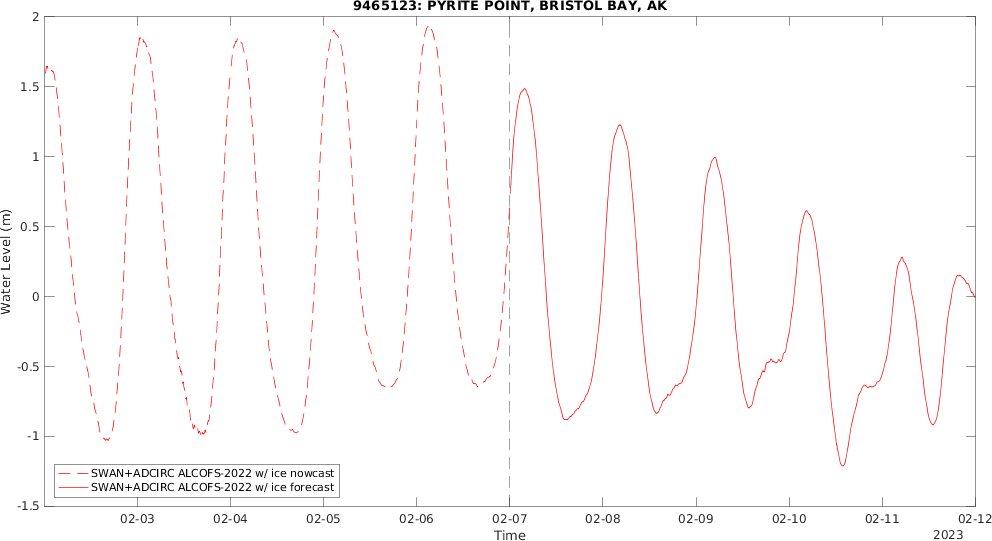 9465123: PYRITE POINT, BRISTOL BAY, AK
Water Level (m)
2
1.5
1
0.5
0
-0.5
-1
-1.5
SWAN+ADCIRC ALCOFS-2022 w/ ice nowcast
SWAN+ADCIRC ALCOFS-2022 w/ ice forecast
02-03 02-04 02-05 02-06 02-07 02-08 02-09 02-10 02-11 02-12
Time
2023